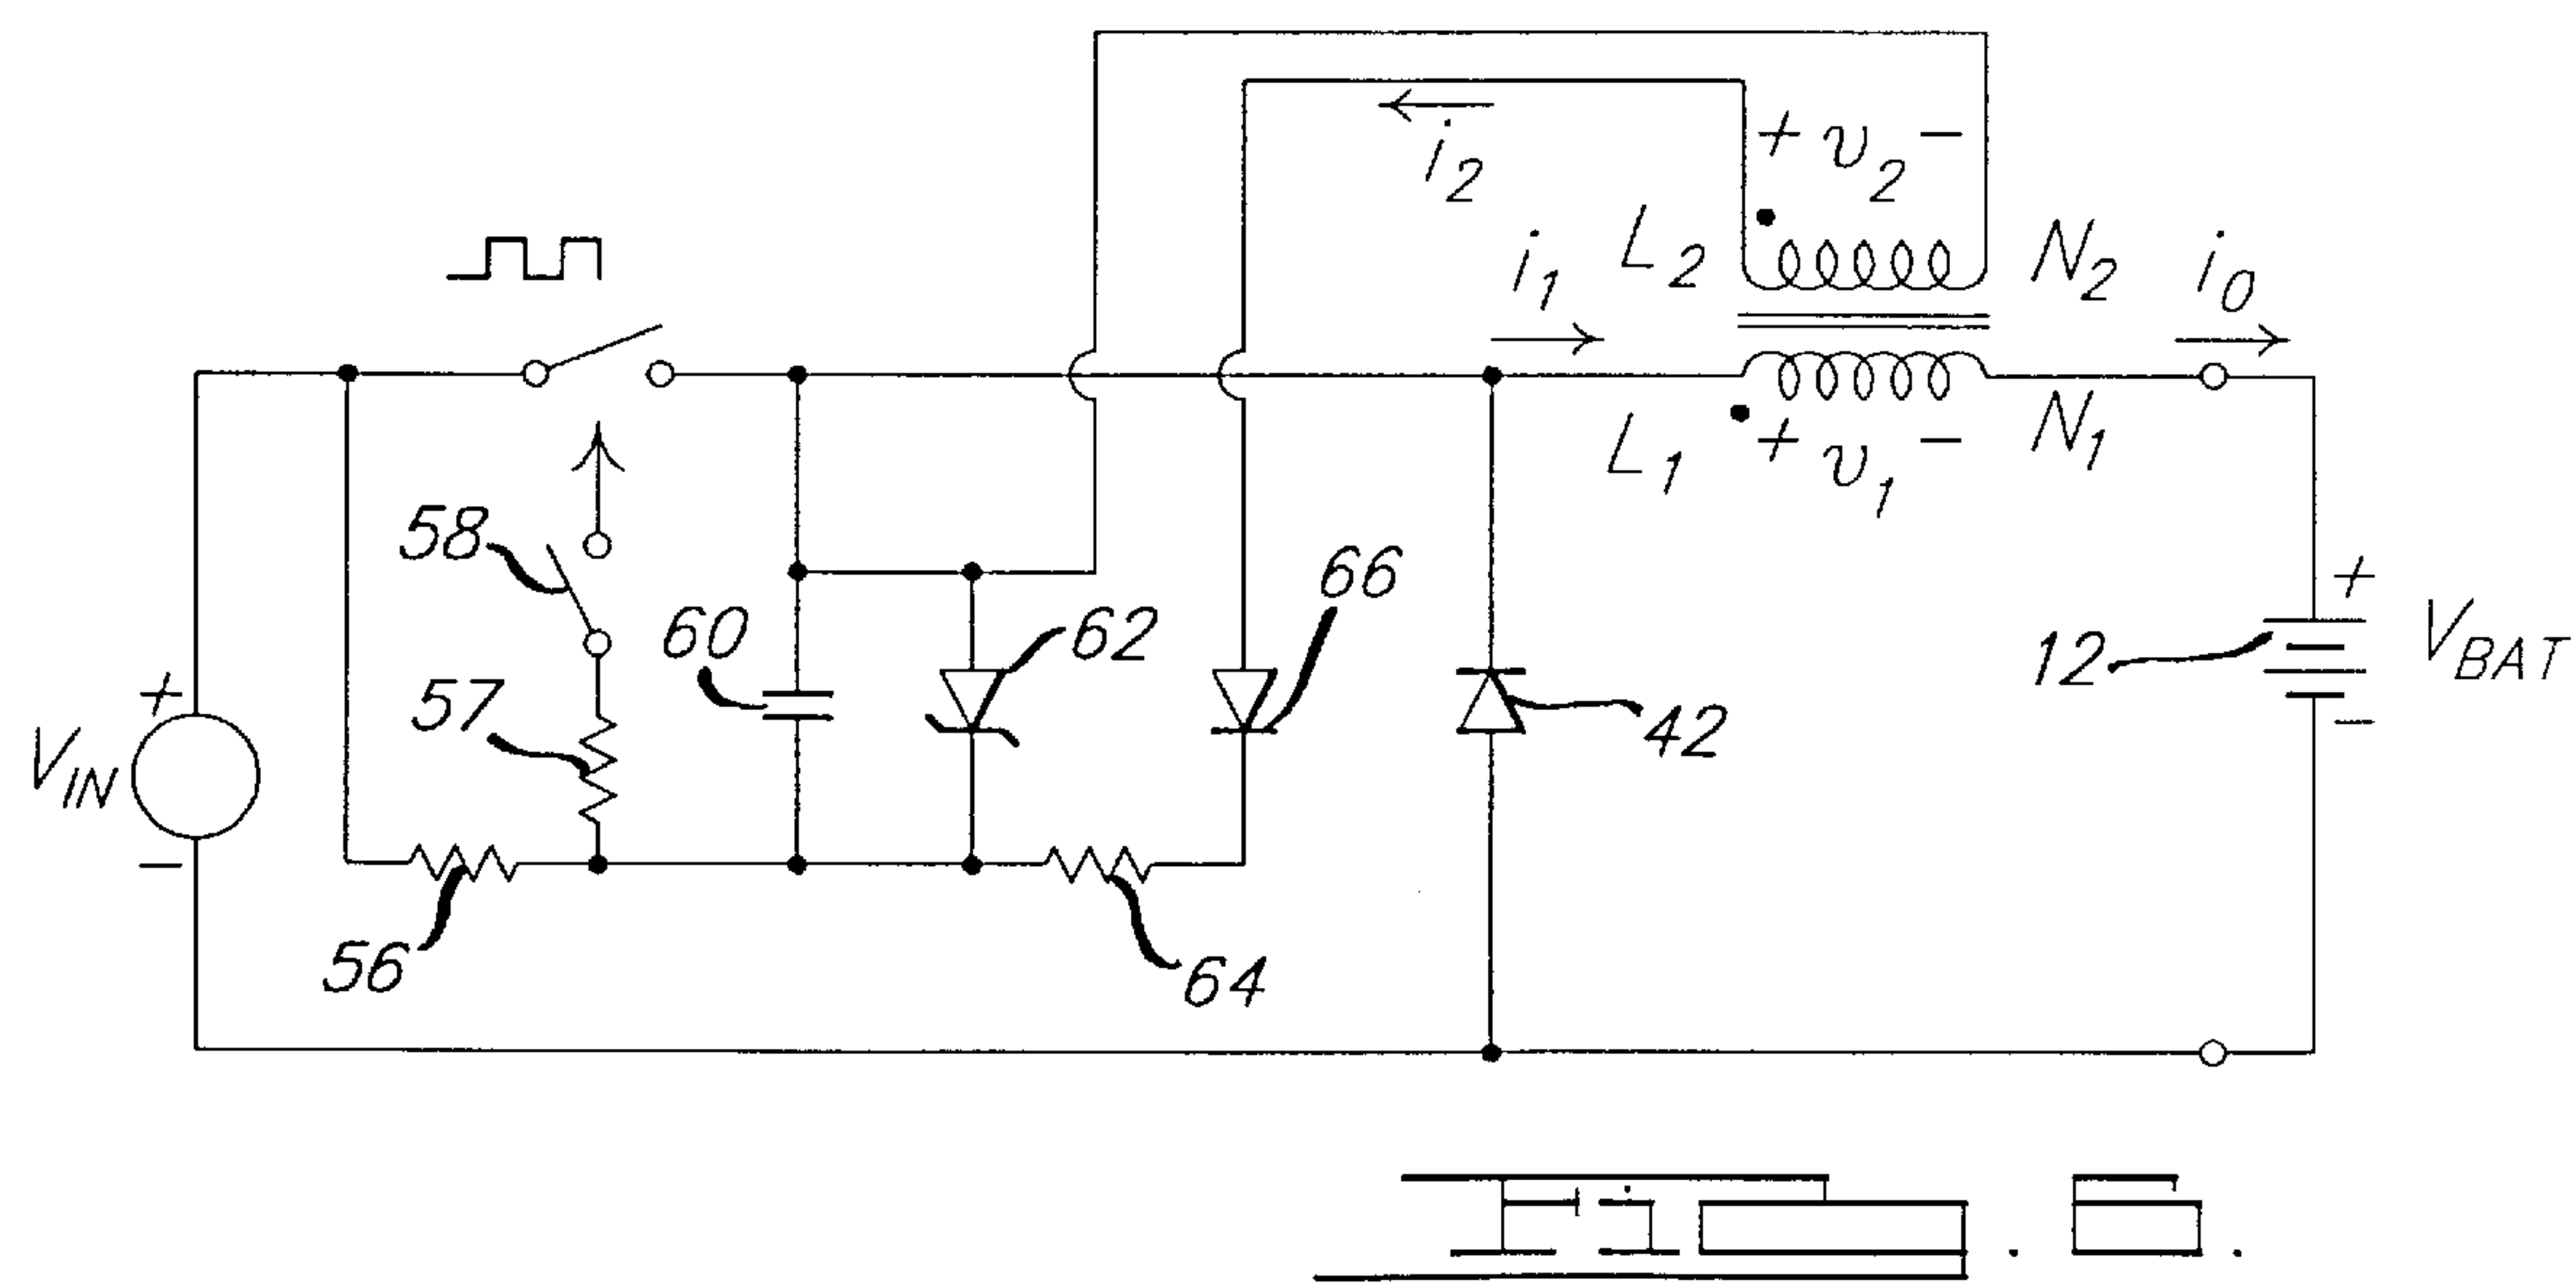 i2
+ v2 −
L2
N2
i1
i0
L1
+ v1 −
N1
58
60
62
66
57
42
12
+
VBAT
−
+
VIN
−
56
64